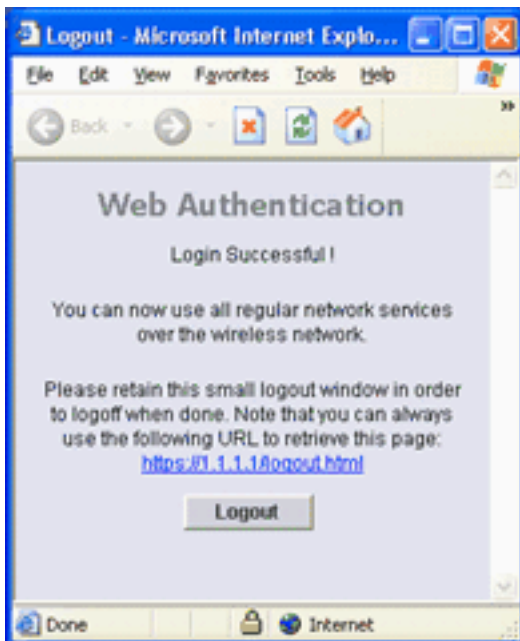 Logout - Microsoft Internet Explo...
File Edit View Favorites Tools Help
Back
Web Authentication
Login Successful !
You can now use all regular network services
over the wireless network.
Please retain this small logout window in order
to logoff when done. Note that you can always
use the following URL to retrieve this page:
https://1.1.1.1/logout.html
Logout
Done Internet